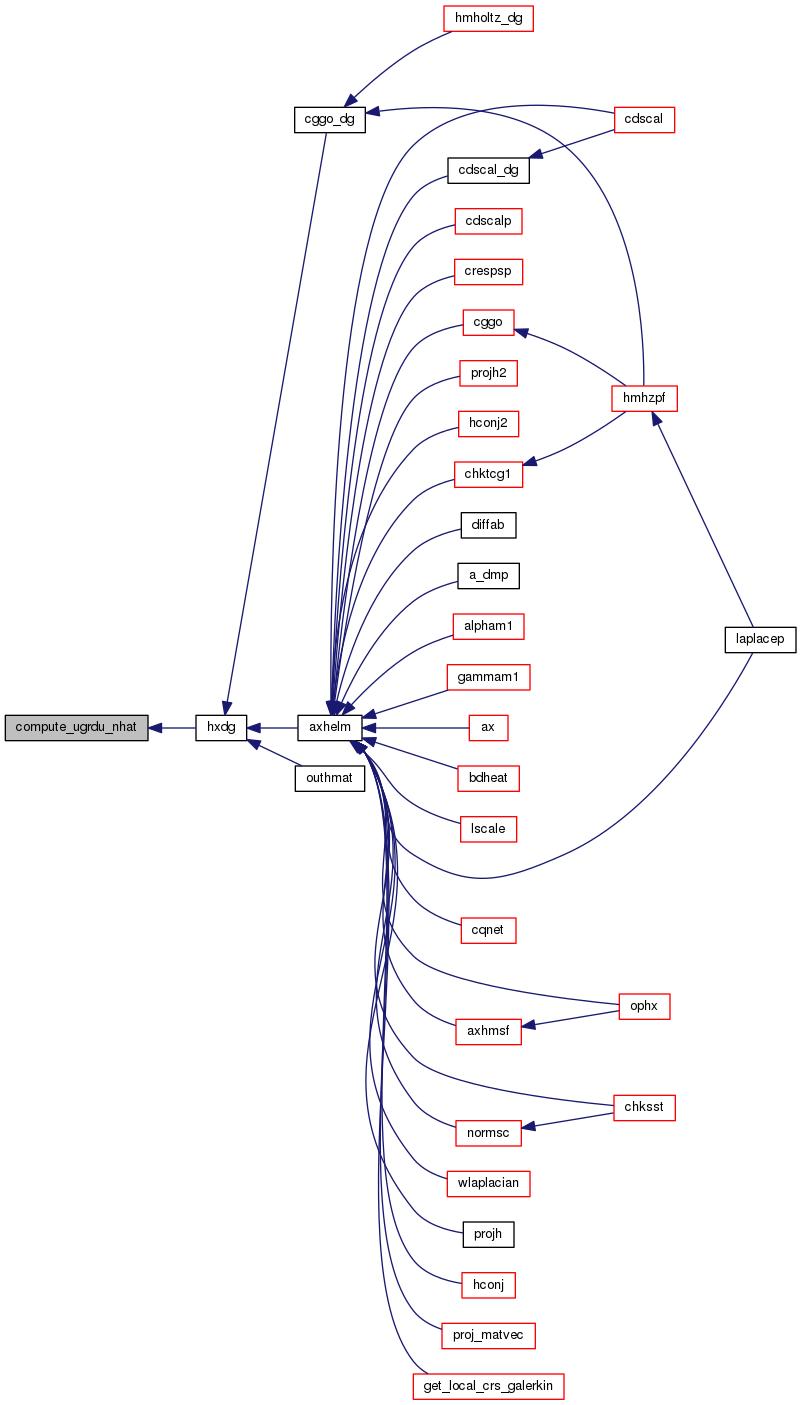 hmholtz_dg
cggo_dg
cdscal
cdscal_dg
cdscalp
crespsp
cggo
projh2
hmhzpf
hconj2
chktcg1
diffab
a_dmp
alpham1
laplacep
gammam1
compute_ugrdu_nhat
hxdg
axhelm
ax
outhmat
bdheat
lscale
cqnet
ophx
axhmsf
chksst
normsc
wlaplacian
projh
hconj
proj_matvec
get_local_crs_galerkin